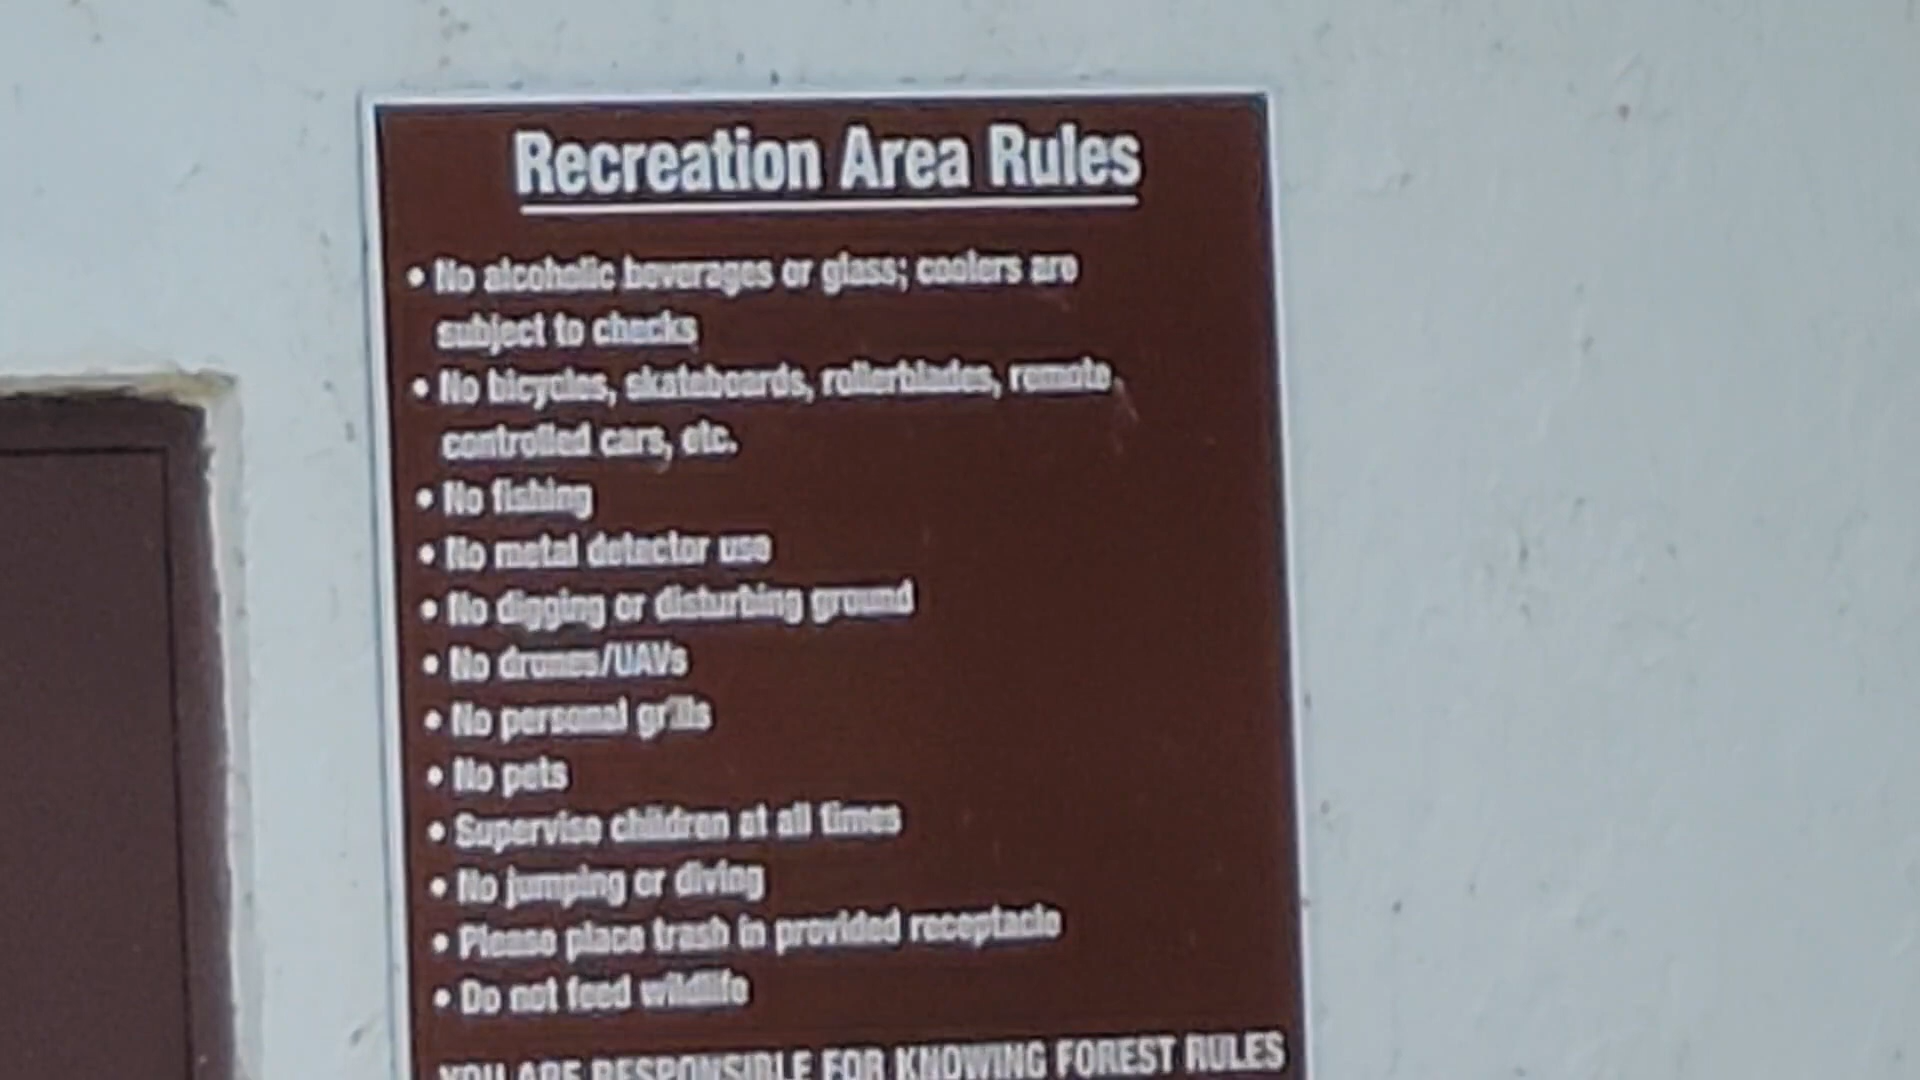 Recreation Area Rules
• No alcoholic beverages or glass; coolers are
subject to checks
• No bicycles, skateboards, rollerblades, remote
controlled cars, etc.
• No fishing
• No metal detector use
• No digging or disturbing ground
• No drones/UAVs
• No personal grills
• No pets
• Supervise children at all times
• No jumping or diving
• Please place trash in provided receptacle
• Do not feed wildlife
YOU ARE RESPONSIBLE FOR KNOWING FOREST RULES